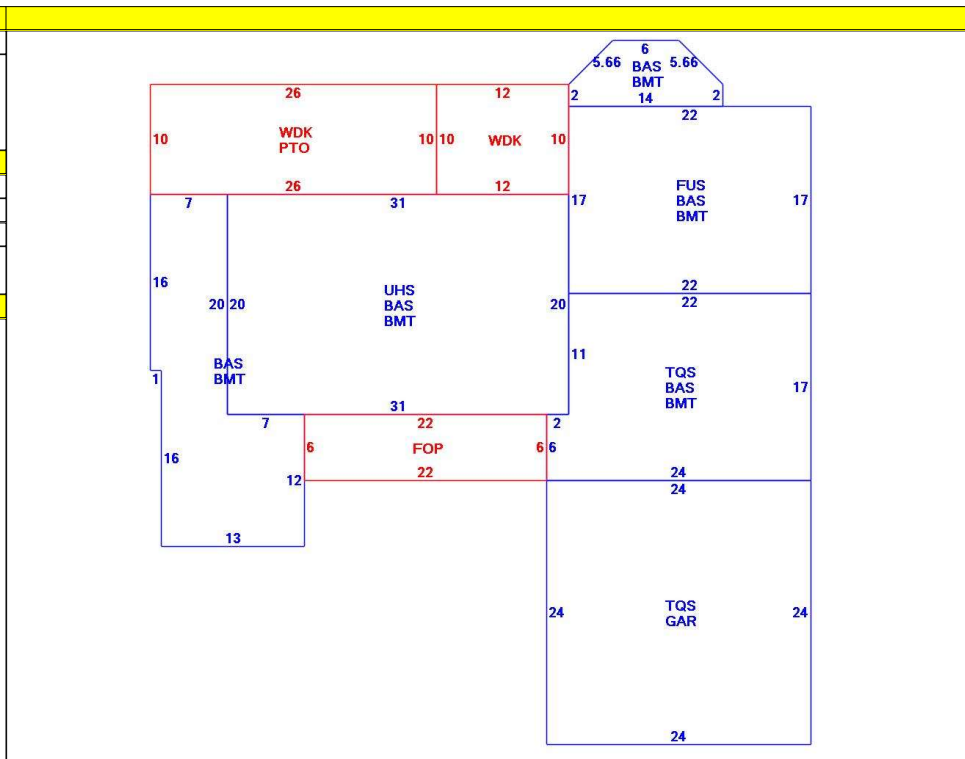 6
5.66 BAS 5.66
BMT
26 12 2 14 2
22
10 WDK 10 10 WDK 10
PTO
26 12
7 31 17 FUS 17
BAS
BMT
22
22
16 20 20 UHS 20
BAS
BMT
11
BAS
BMT
1
TQS 17
BAS
BMT
31
7 22 2
16 6 FOP 6 6
22 24
12 24
13
24 TQS 24
GAR
24